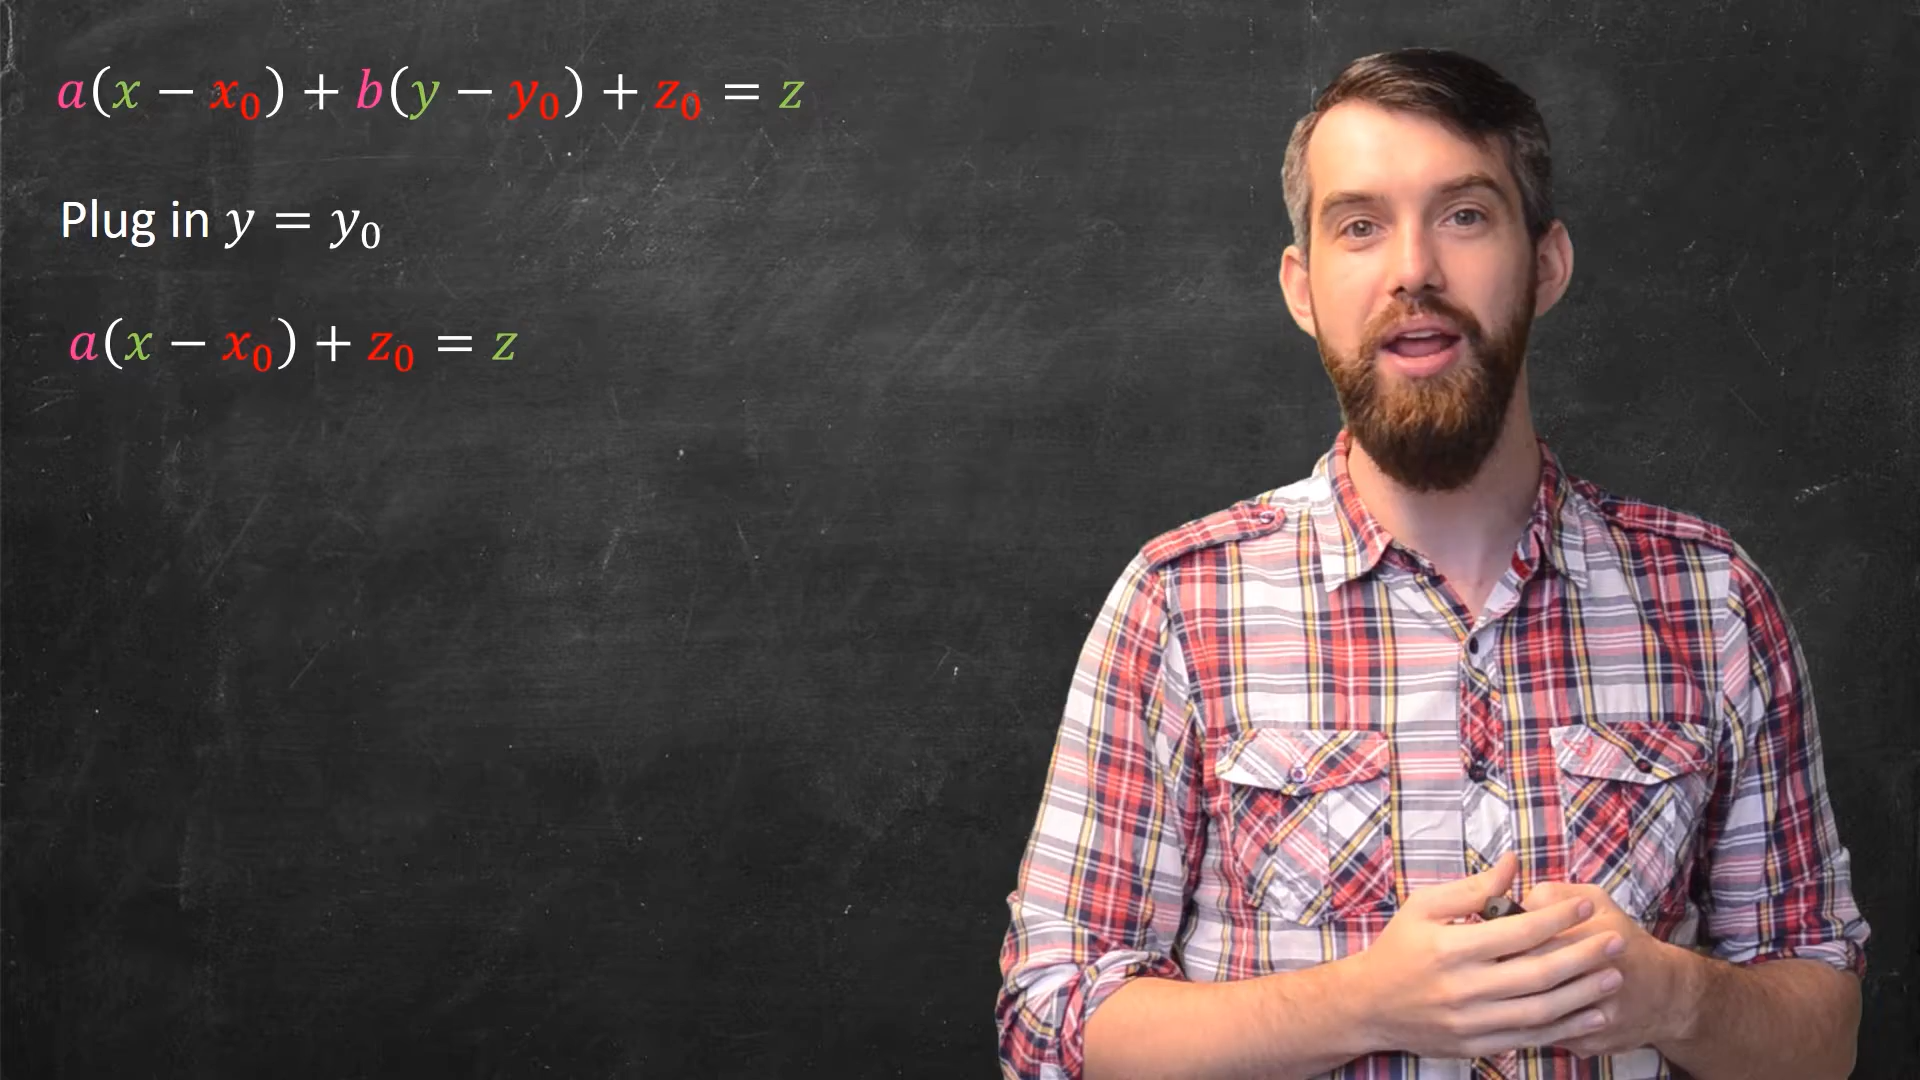 a(x − x₀) + b(y − y₀) + z₀ = z
Plug in y = y₀
a(x − x₀) + z₀ = z